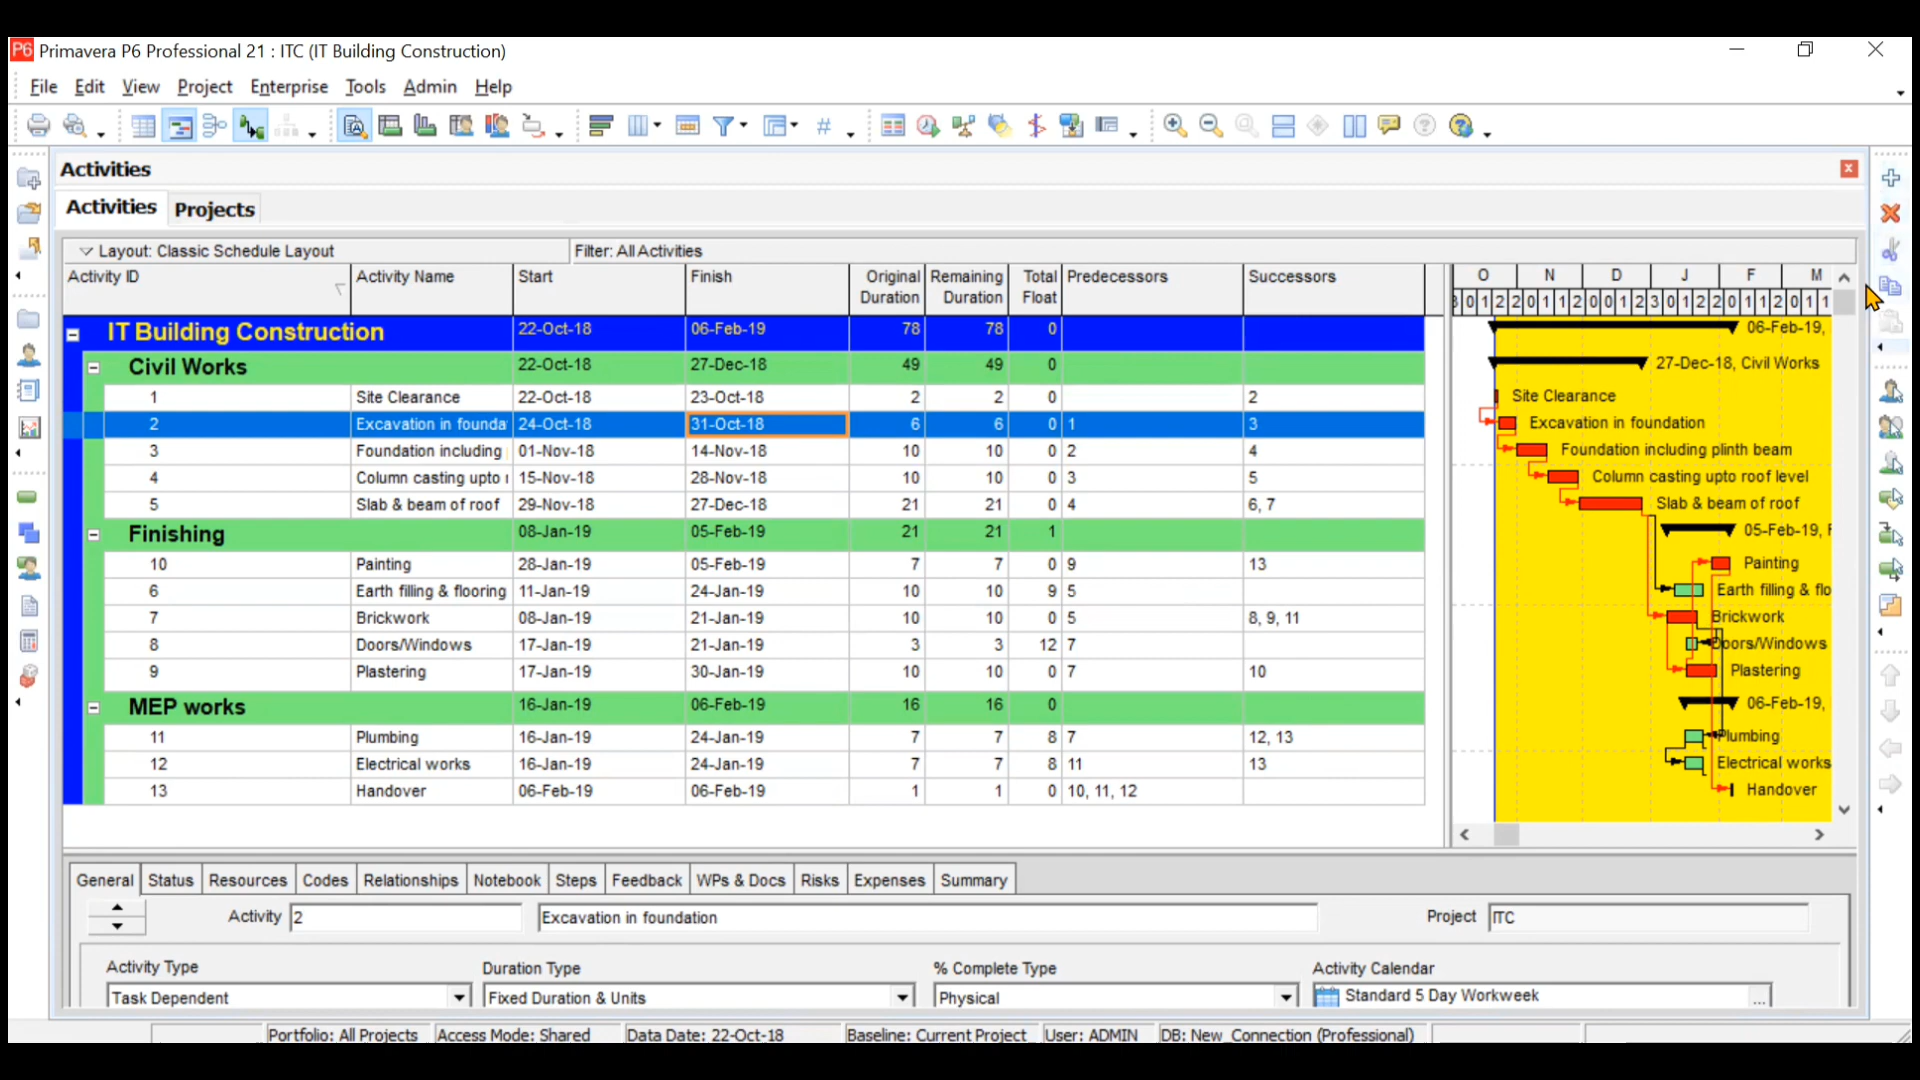 P6 Primavera P6 Professional 21 : ITC (IT Building Construction)
File Edit View Project Enterprise Tools Admin Help
Activities
Activities Projects
Layout: Classic Schedule Layout Filter: All Activities
Activity ID Activity Name Start Finish Original Duration Remaining Duration Total Float Predecessors Successors O N D J F M
IT Building Construction 22-Oct-18 06-Feb-19 78 78 0 06-Feb-19,
Civil Works 22-Oct-18 27-Dec-18 49 49 0 27-Dec-18, Civil Works
1 Site Clearance 22-Oct-18 23-Oct-18 2 2 0 2 Site Clearance
2 Excavation in founda 24-Oct-18 31-Oct-18 6 6 0 1 3 Excavation in foundation
3 Foundation including 01-Nov-18 14-Nov-18 10 10 0 2 4 Foundation including plinth beam
4 Column casting upto 15-Nov-18 28-Nov-18 10 10 0 3 5 Column casting upto roof level
5 Slab & beam of roof 29-Nov-18 27-Dec-18 21 21 0 4 6, 7 Slab & beam of roof
Finishing 08-Jan-19 05-Feb-19 21 21 1 05-Feb-19,
10 Painting 28-Jan-19 05-Feb-19 7 7 0 9 13 Painting
6 Earth filling & flooring 11-Jan-19 24-Jan-19 10 10 9 5 Earth filling & flo
7 Brickwork 08-Jan-19 21-Jan-19 10 10 0 5 8, 9, 11 Brickwork
8 Doors/Windows 17-Jan-19 21-Jan-19 3 3 12 7 Doors/Windows
9 Plastering 17-Jan-19 30-Jan-19 10 10 0 7 10 Plastering
MEP works 16-Jan-19 06-Feb-19 16 16 0 06-Feb-19,
11 Plumbing 16-Jan-19 24-Jan-19 7 7 8 7 12, 13 Plumbing
12 Electrical works 16-Jan-19 24-Jan-19 7 7 8 11 13 Electrical works
13 Handover 06-Feb-19 06-Feb-19 1 1 0 10, 11, 12 Handover
General Status Resources Codes Relationships Notebook Steps Feedback WPs & Docs Risks Expenses Summary
Activity 2 Excavation in foundation Project ITC
Activity Type Duration Type % Complete Type Activity Calendar
Task Dependent Fixed Duration & Units Physical Standard 5 Day Workweek ...
Portfolio: All Projects Access Mode: Shared Data Date: 22-Oct-18 Baseline: Current Project User: ADMIN DB: New_Connection (Professional)